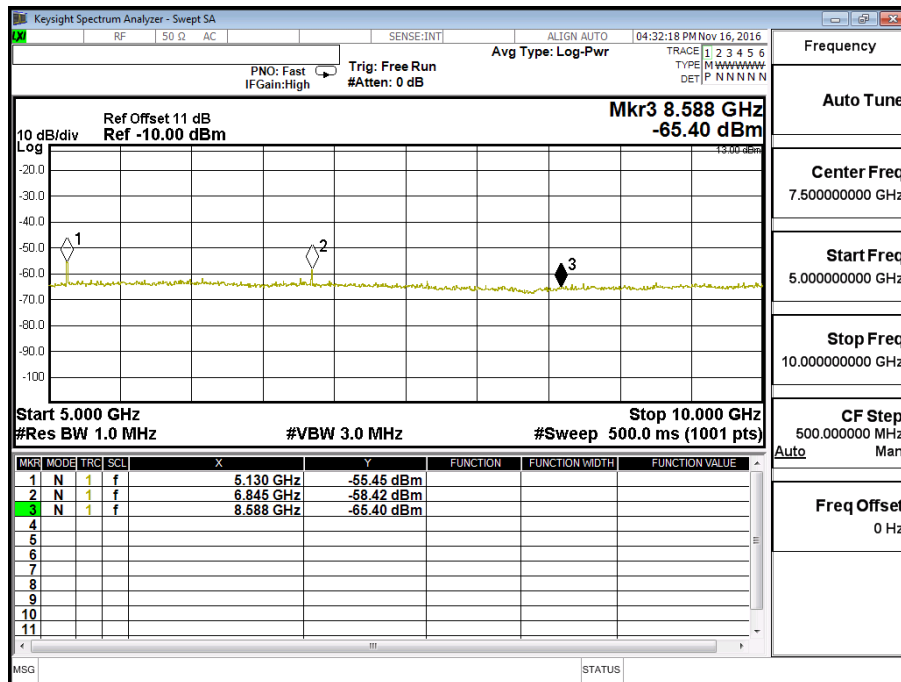 Keysight Spectrum Analyzer - Swept SA
LXI RF 50 Ω AC SENSE:INT ALIGN AUTO 04:32:18 PM Nov 16, 2016
Avg Type: Log-Pwr TRACE 1 2 3 4 5 6
PNO: Fast Trig: Free Run TYPE M WWWWW
IFGain:High #Atten: 0 dB DET P N N N N N
Mkr3 8.588 GHz
-65.40 dBm
Ref Offset 11 dB
10 dB/div Ref -10.00 dBm
Log
-13.00 dBm
-20.0
-30.0
-40.0
-50.0
-60.0
-70.0
-80.0
-90.0
-100
1
2
3
Start 5.000 GHz Stop 10.000 GHz
#Res BW 1.0 MHz #VBW 3.0 MHz #Sweep 500.0 ms (1001 pts)
MKR MODE TRC SCL X Y FUNCTION FUNCTION WIDTH FUNCTION VALUE
1 N 1 f 5.130 GHz -55.45 dBm
2 N 1 f 6.845 GHz -58.42 dBm
3 N 1 f 8.588 GHz -65.40 dBm
4
5
6
7
8
9
10
11
MSG STATUS
Frequency
Auto Tune
Center Freq
7.500000000 GHz
Start Freq
5.000000000 GHz
Stop Freq
10.000000000 GHz
CF Step
500.000000 MHz
Auto Man
Freq Offset
0 Hz